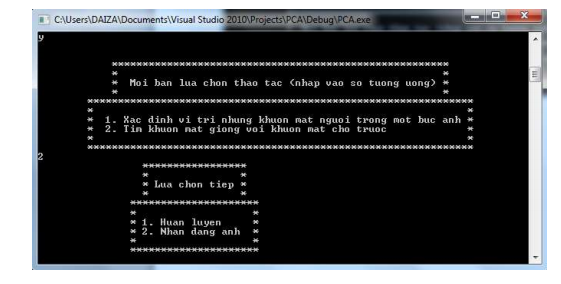 C:\Users\DAIZA\Documents\Visual Studio 2010\Projects\PCA\Debug\PCA.exe
y
*******************************************************
*                                                     *
*  Moi ban lua chon thao tac (nhap vao so tuong uong) *
*                                                     *
***************************************************************
*                                                             *
*  1. Xac dinh vi tri nhung khuon mat nguoi trong mot buc anh *
*  2. Tim khuon mat giong voi khuon mat cho truoc             *
*                                                             *
***************************************************************
2
*****************
*               *
* Lua chon tiep *
*               *
*********************
*                   *
* 1. Huan luyen     *
* 2. Nhan dang anh  *
*                   *
*********************